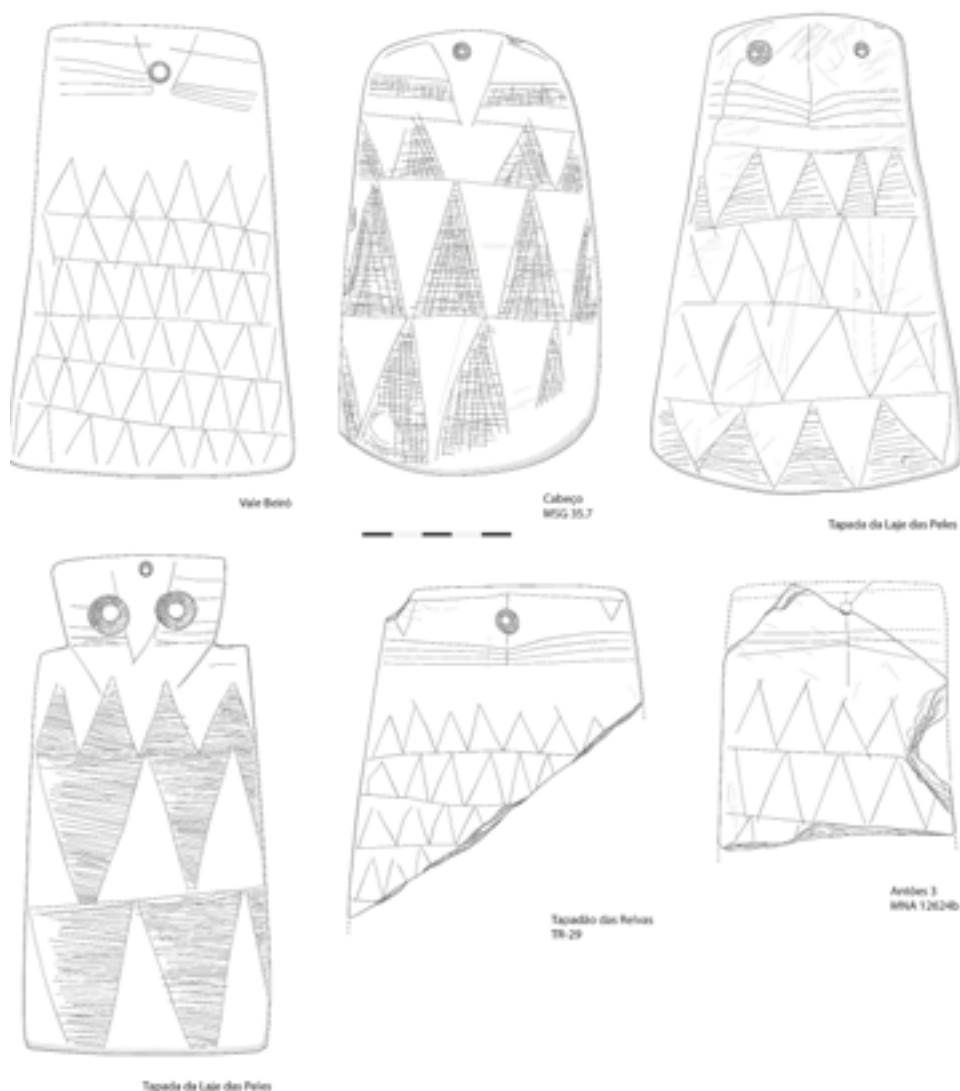 Vale Beiró
Cabeço
MSG 35.7
Tapada da Laje das Peles
Tapada da Laje das Peles
Tapadão das Relvas
TR-29
Antões 3
MNA 12624b